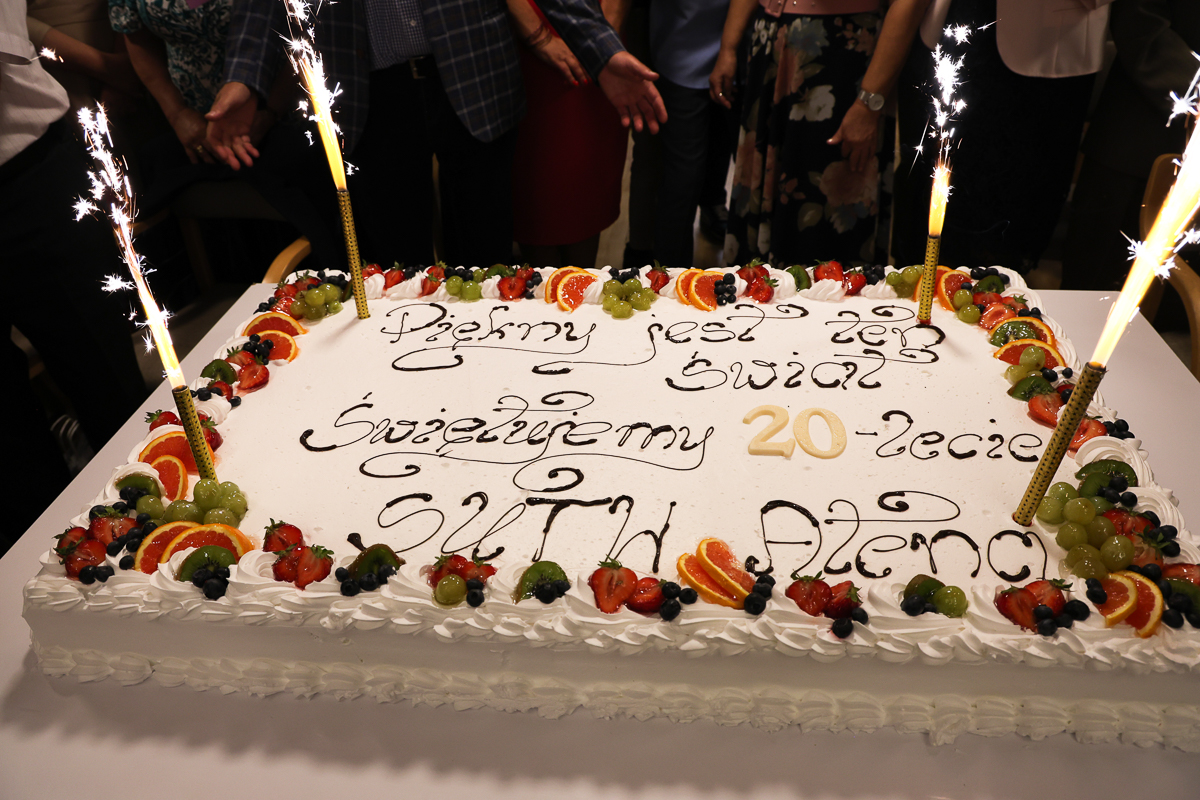 Piękny jest ten
Świat
Świętujemy 20-lecie
SUTW Atena